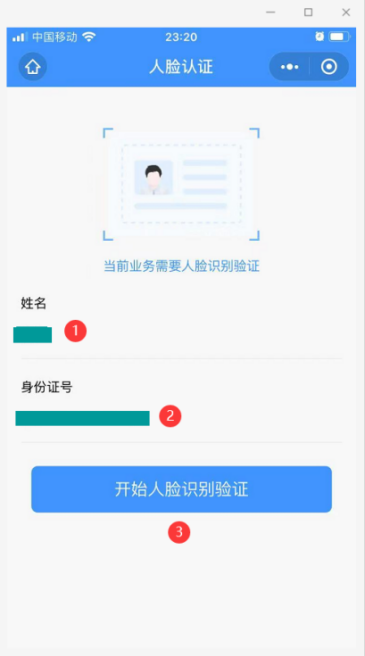 中国移动 23:20
人脸认证
当前业务需要人脸识别验证
姓名
1
身份证号
2
开始人脸识别验证
3